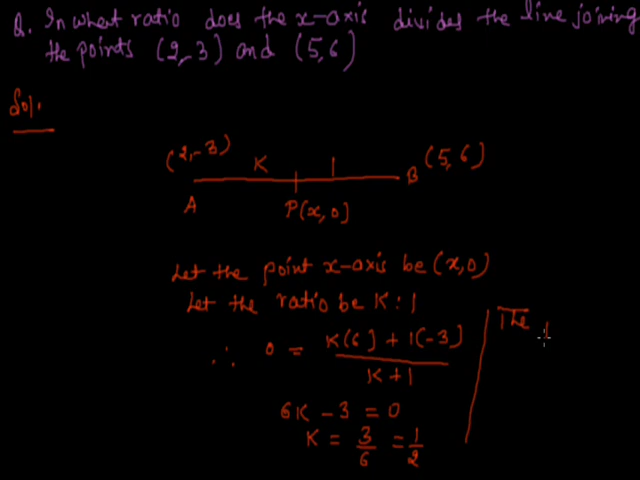 Q. In what ratio does the x-axis divides the line joining
the points (2,-3) and (5,6)
Sol.
(2,-3) K 1 B (5,6)
A P(x,0)
Let the point x-axis be (x,0)
Let the ratio be K:1
∴ 0 = K(6) + 1(-3) / K+1
The
6K - 3 = 0
K = 3/6 = 1/2